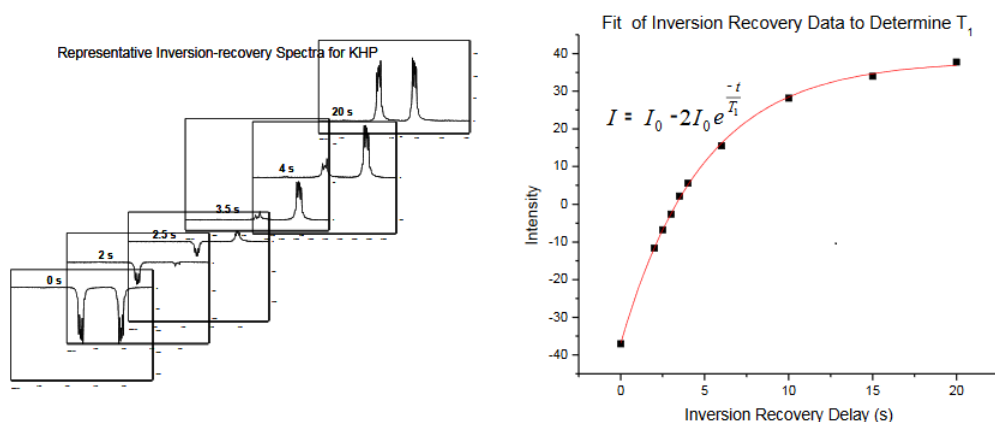 Representative Inversion-recovery Spectra for KHP
20 s
4 s
3.5 s
2.5 s
2 s
0 s
Fit of Inversion Recovery Data to Determine T1
I = I0 -2I0e^(-t/T1)
Intensity
40
30
20
10
0
-10
-20
-30
-40
0 5 10 15 20
Inversion Recovery Delay (s)